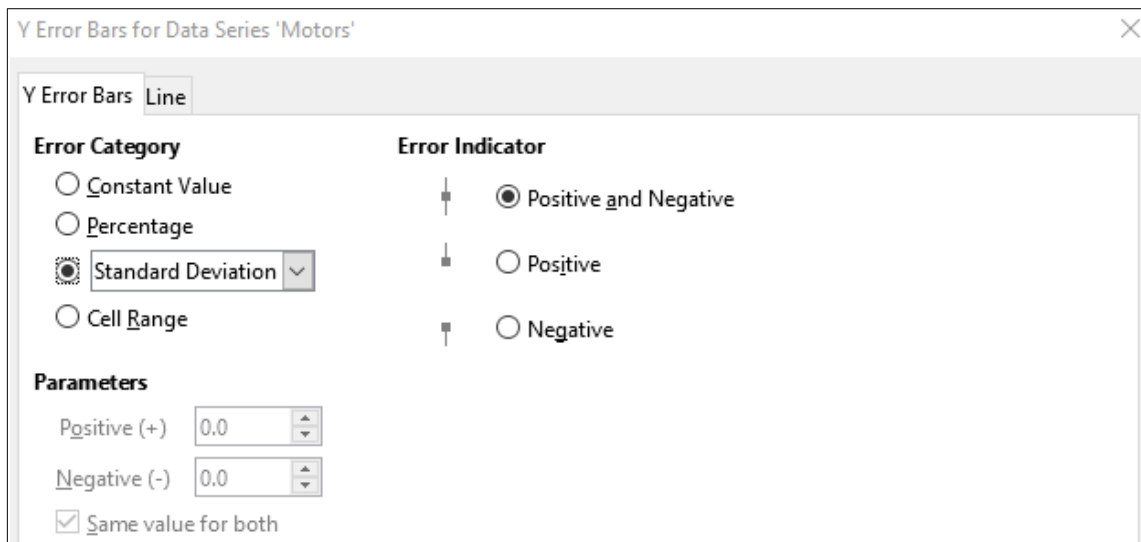 Y Error Bars for Data Series 'Motors'
Y Error Bars
Line
Error Category
Constant Value
Percentage
Standard Deviation
Cell Range
Error Indicator
Positive and Negative
Positive
Negative
Parameters
Positive (+) 0.0
Negative (-) 0.0
Same value for both